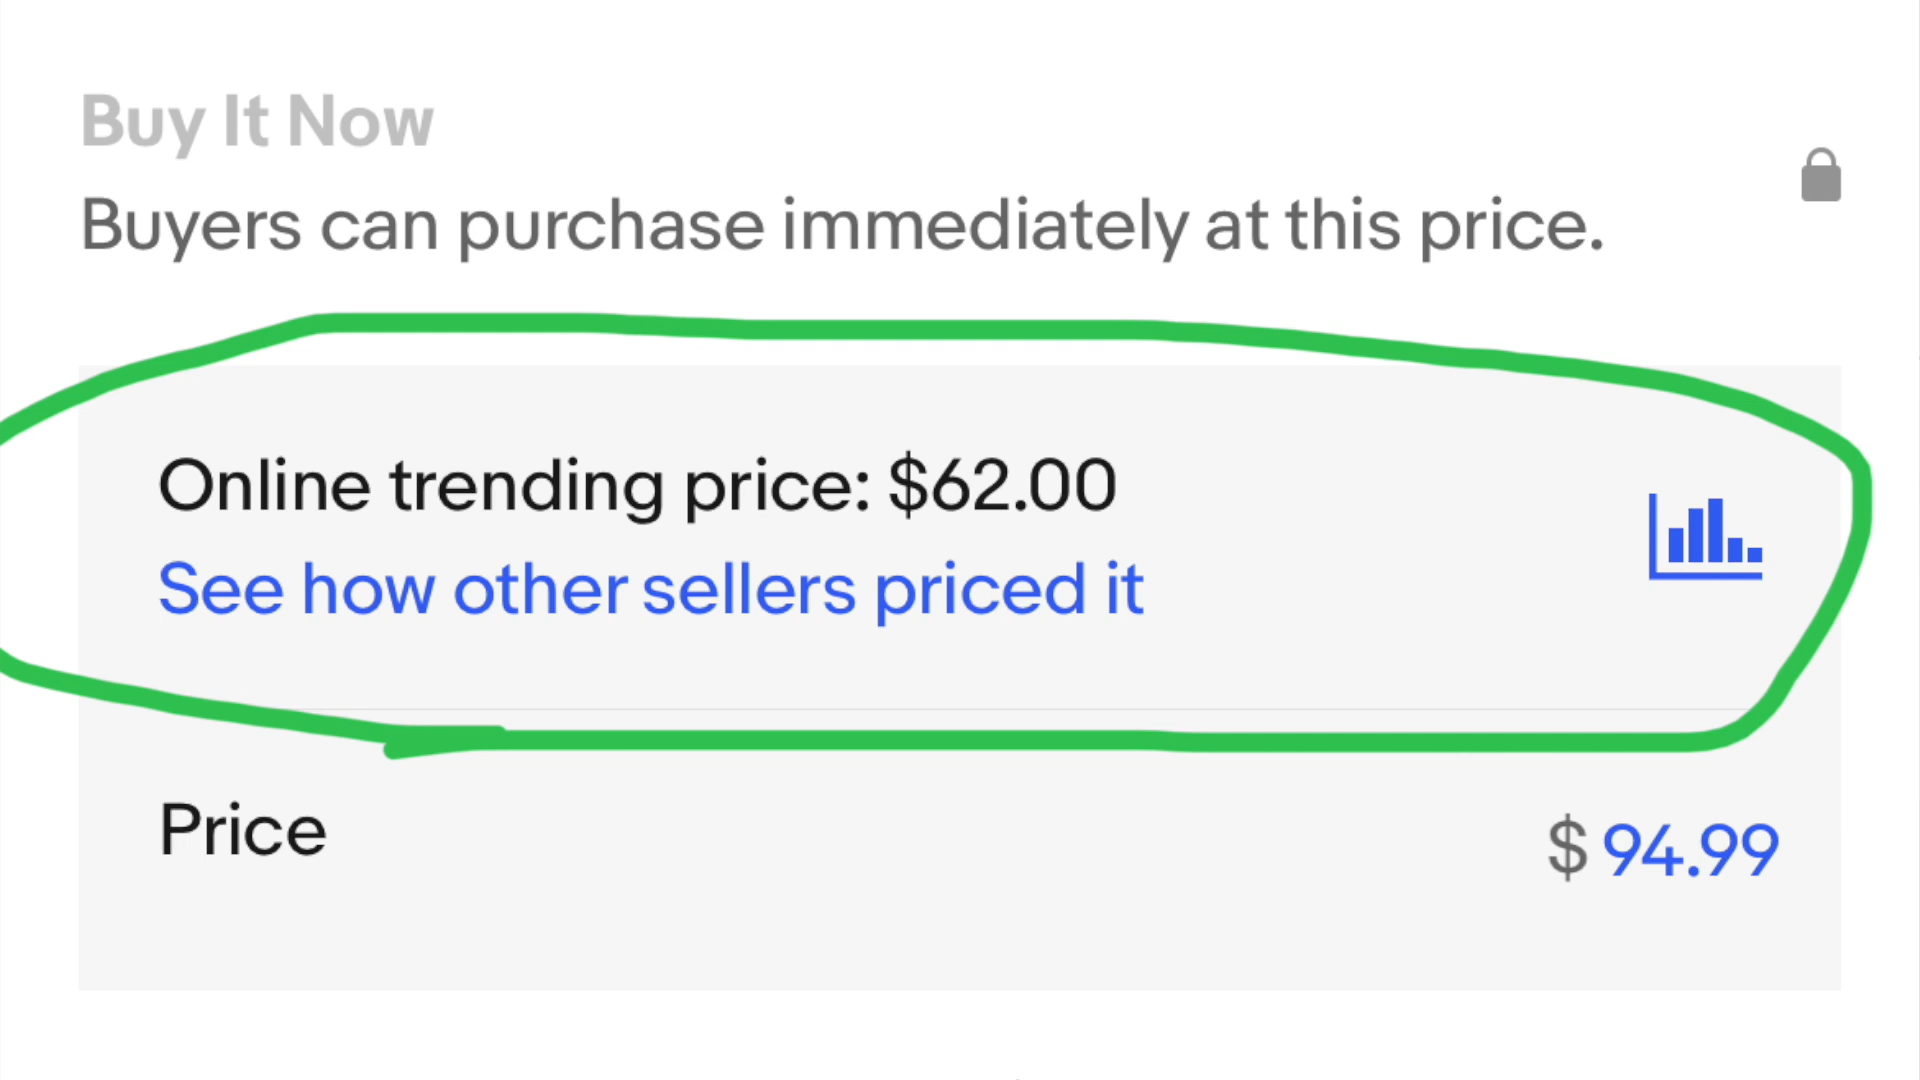 Buy It Now
Buyers can purchase immediately at this price.
Online trending price: $62.00
See how other sellers priced it
Price
$ 94.99